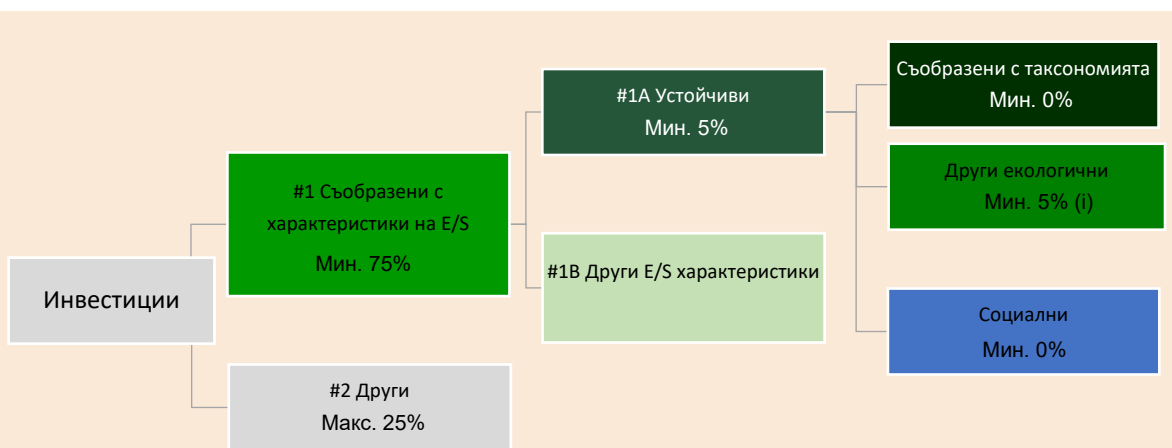 Инвестиции
#1 Съобразени с
характеристики на E/S
Мин. 75%
#2 Други
Макс. 25%
#1A Устойчиви
Мин. 5%
#1B Други E/S характеристики
Съобразени с таксономията
Мин. 0%
Други екологични
Мин. 5% (i)
Социални
Мин. 0%